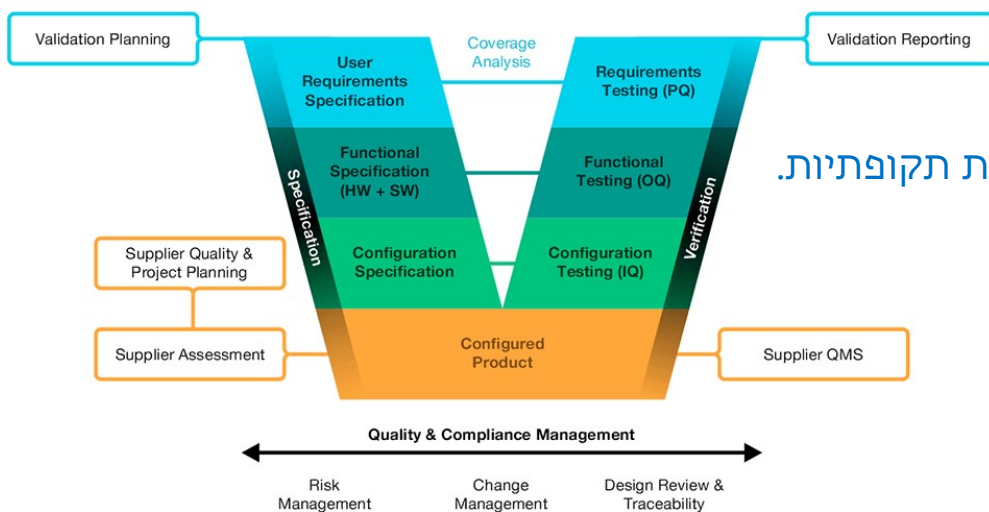 Validation Planning
User
Requirements
Specification
Coverage
Analysis
Requirements
Testing (PQ)
Validation Reporting
Functional
Specification
(HW + SW)
Functional
Testing (OQ)
ת תקופתיות.
Specification
Verification
Supplier Quality &
Project Planning
Configuration
Specification
Configuration
Testing (IQ)
Supplier Assessment
Configured
Product
Supplier QMS
Quality & Compliance Management
Risk
Management
Change
Management
Design Review &
Traceability